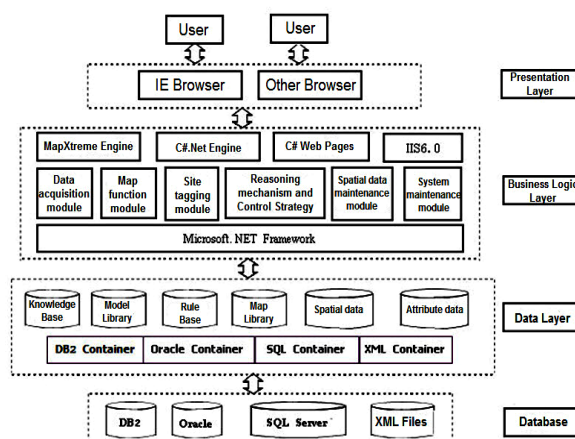 User
User
IE Browser
Other Browser
Presentation
Layer
MapXtreme Engine
C#.Net Engine
C# Web Pages
IIS6.0
Data
acquisition
module
Map
function
module
Site
tagging
module
Reasoning
mechanism and
Control Strategy
Spatial data
maintenance
module
System
maintenance
module
Business Logic
Layer
Microsoft.NET Framework
Knowledge
Base
Model
Library
Rule
Base
Map
Library
Spatial data
Attribute data
Data Layer
DB2 Container
Oracle Container
SQL Container
XML Container
DB2
Oracle
SQL Server
XML Files
Database